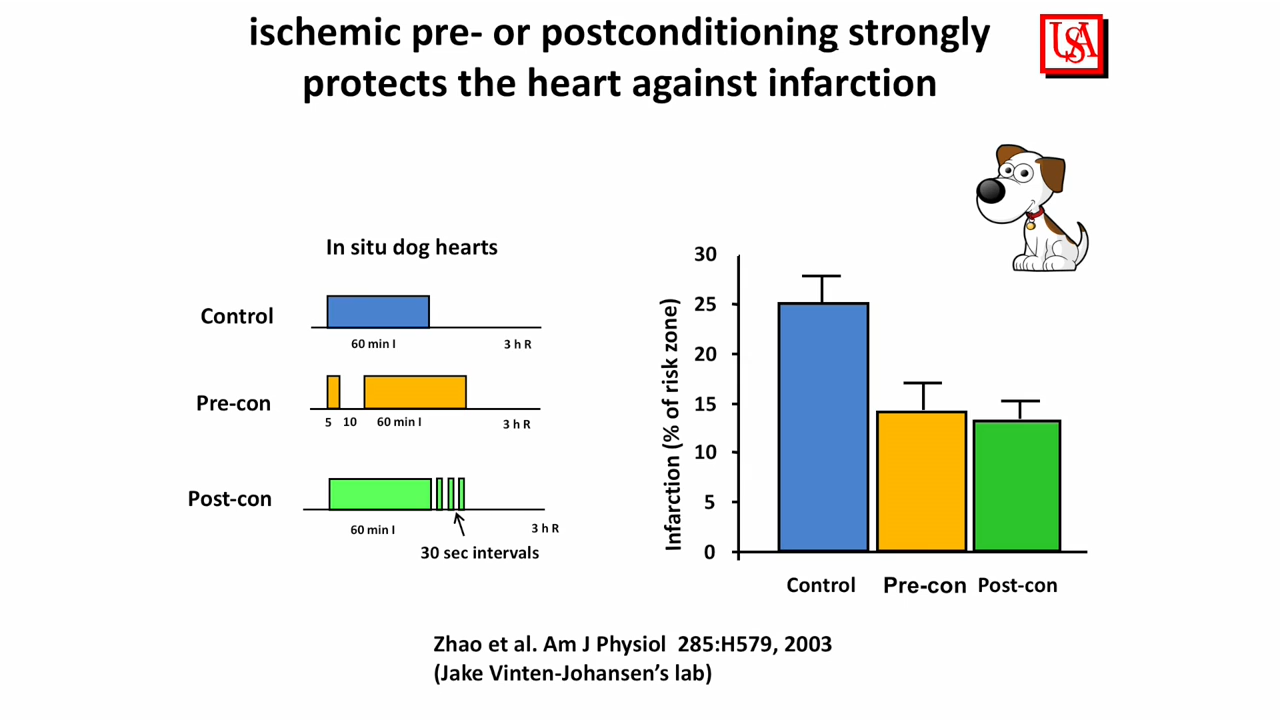 ischemic pre- or postconditioning strongly
protects the heart against infarction
USA
In situ dog hearts
Control
60 min I
3 h R
Pre-con
5
10
60 min I
3 h R
Post-con
60 min I
3 h R
30 sec intervals
Infarction (% of risk zone)
30
25
20
15
10
5
0
Control
Pre-con
Post-con
Zhao et al. Am J Physiol 285:H579, 2003
(Jake Vinten-Johansen’s lab)